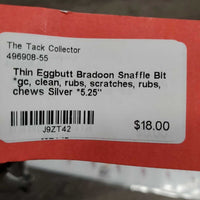 The Tack Collector
496908-55
Thin Eggbutt Bradoon Snaffle Bit
*gc, clean, rubs, scratches, rubs,
chews Silver *5.25"
J9ZT42
$18.00